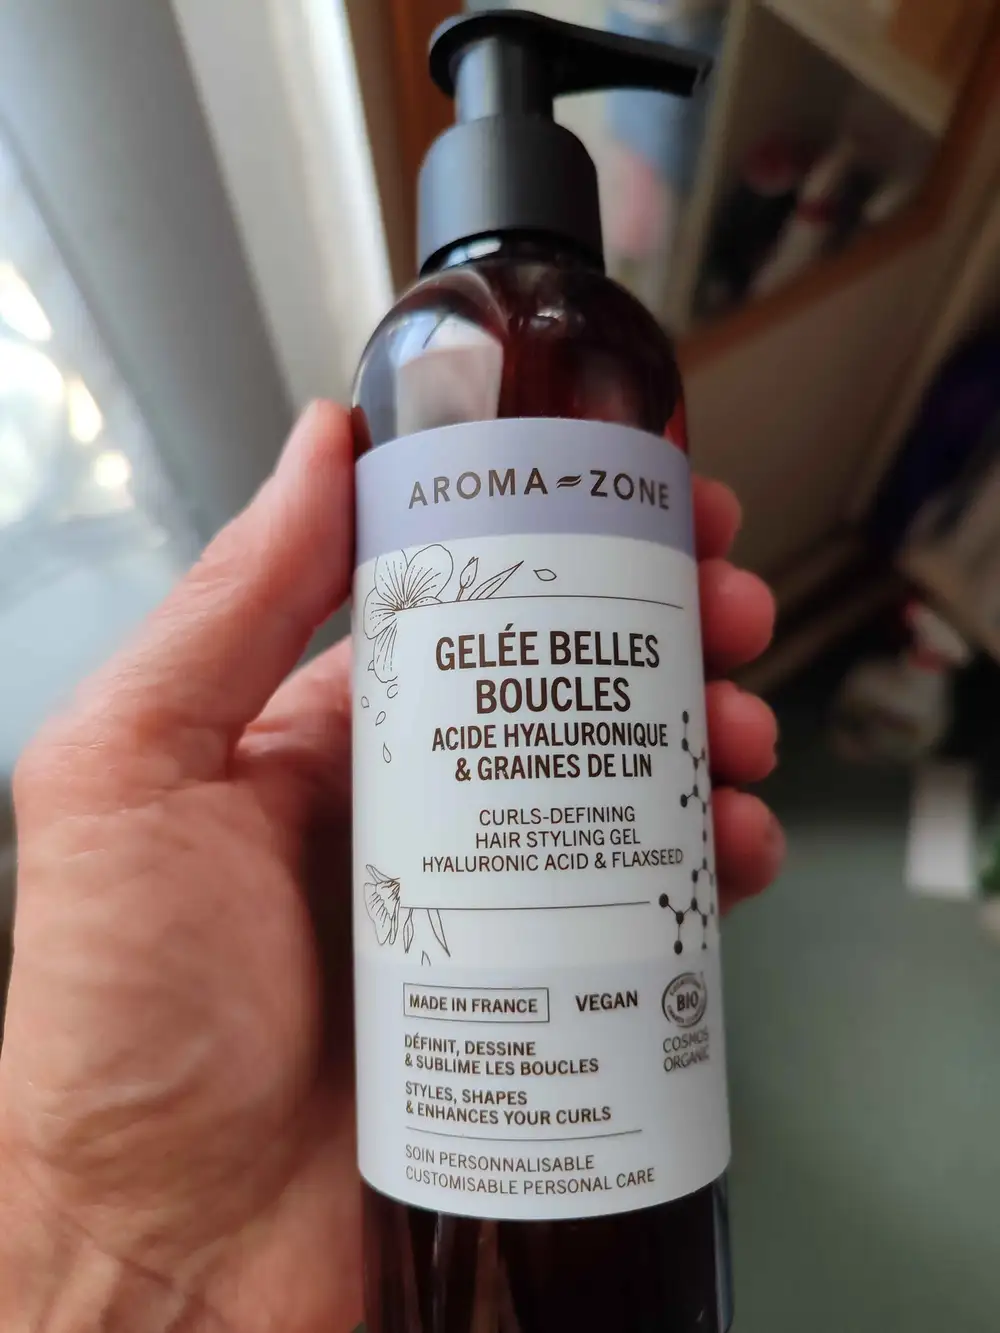 AROMA-ZONE
GELÉE BELLES
BOUCLES
ACIDE HYALURONIQUE
& GRAINES DE LIN
CURLS-DEFINING
HAIR STYLING GEL
HYALURONIC ACID & FLAXSEED
MADE IN FRANCE
VEGAN
BIO
COSMOS
ORGANIC
DÉFINIT, DESSINE
& SUBLIME LES BOUCLES
STYLES, SHAPES
& ENHANCES YOUR CURLS
SOIN PERSONNALISABLE
CUSTOMISABLE PERSONAL CARE